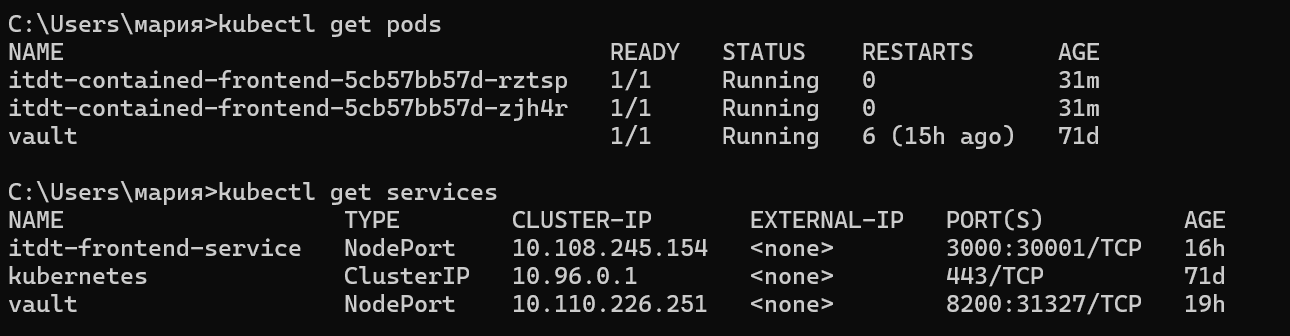 C:\Users\мария>kubectl get pods
NAME                                       READY   STATUS    RESTARTS      AGE
itdt-contained-frontend-5cb57bb57d-rztsp   1/1     Running   0             31m
itdt-contained-frontend-5cb57bb57d-zjh4r   1/1     Running   0             31m
vault                                      1/1     Running   6 (15h ago)   71d
C:\Users\мария>kubectl get services
NAME                    TYPE        CLUSTER-IP       EXTERNAL-IP   PORT(S)          AGE
itdt-frontend-service   NodePort    10.108.245.154   <none>        3000:30001/TCP   16h
kubernetes              ClusterIP   10.96.0.1        <none>        443/TCP          71d
vault                   NodePort    10.110.226.251   <none>        8200:31327/TCP   19h